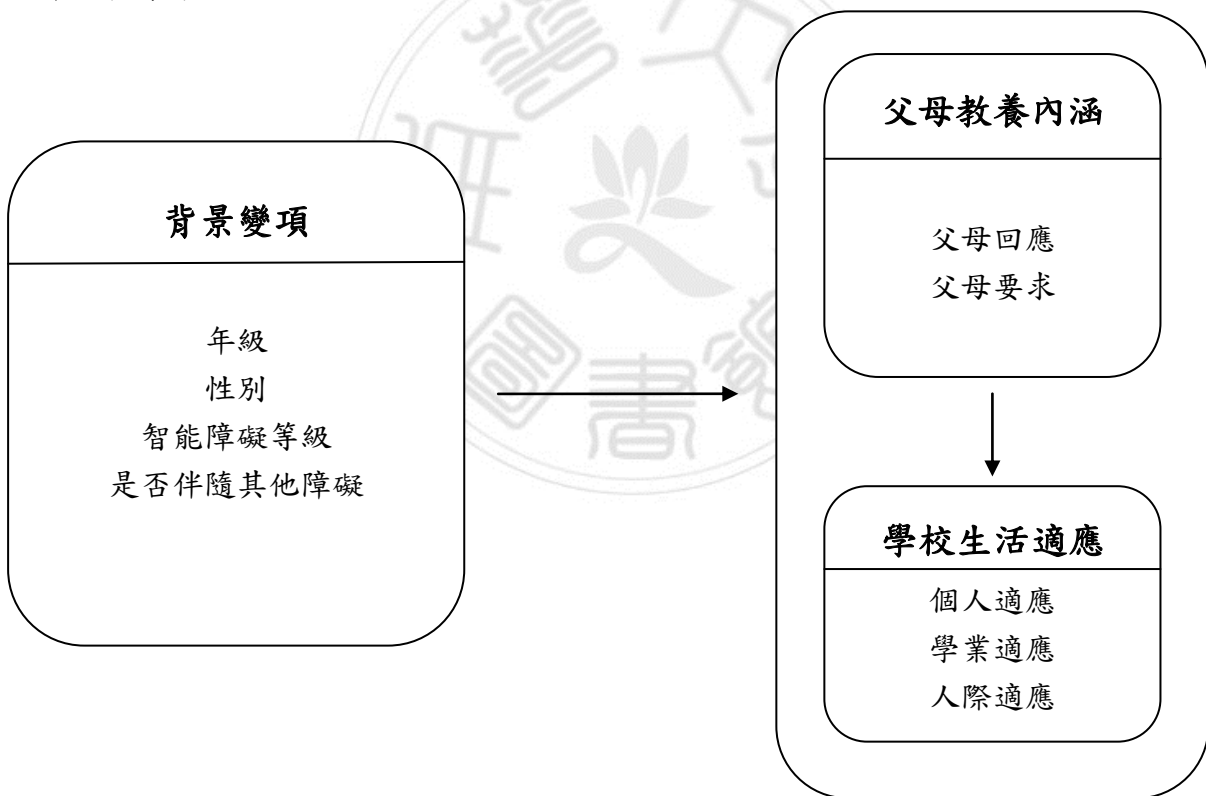 背景變項
年級
性別
智能障礙等級
是否伴隨其他障礙
父母教養內涵
父母回應
父母要求
學校生活適應
個人適應
學業適應
人際適應